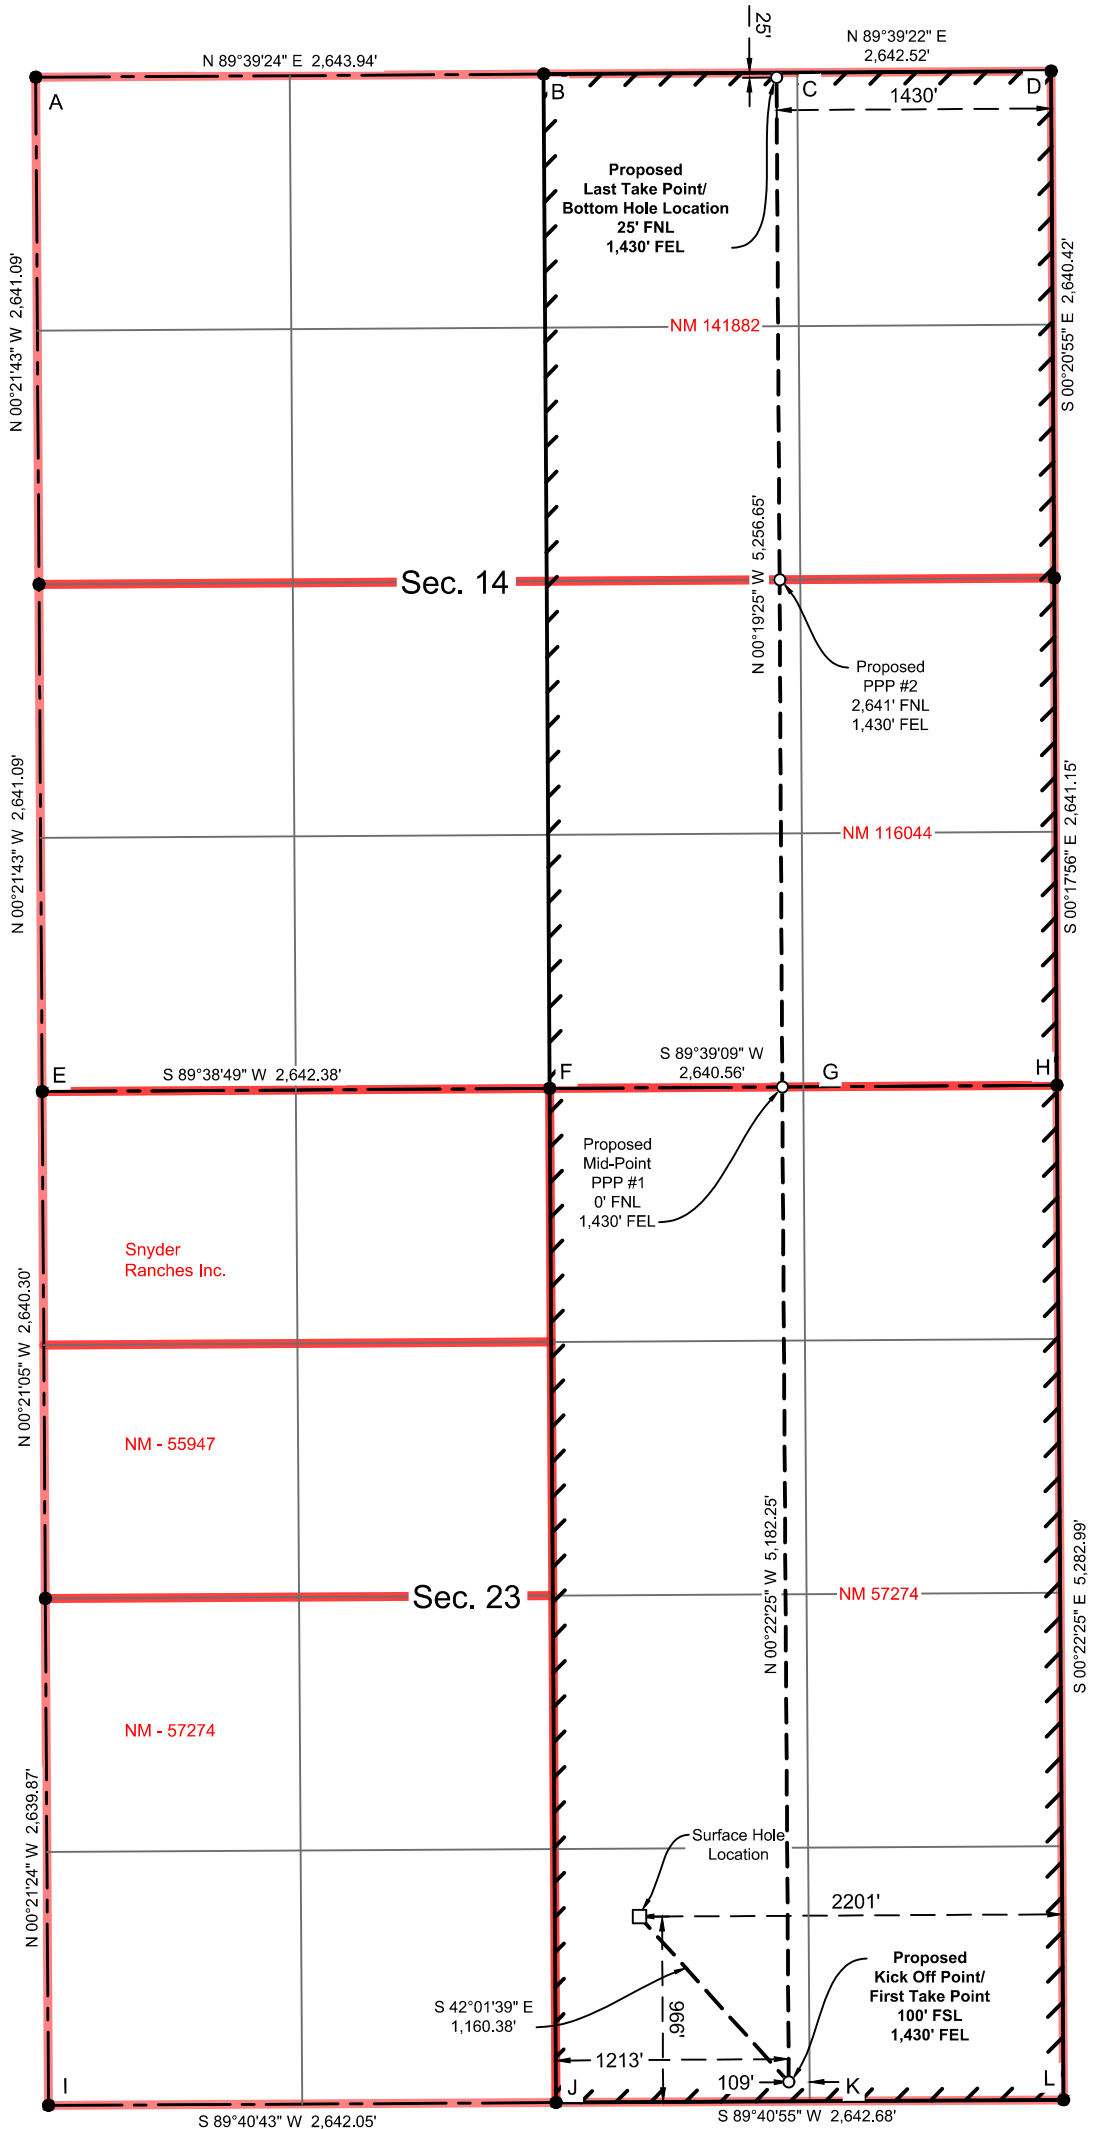 25'
N 89°39'24" E 2,643.94'
N 89°39'22" E
2,642.52'
A
B
C
D
1430'
Proposed
Last Take Point/
Bottom Hole Location
25' FNL
1,430' FEL
N 00°21'43" W 2,641.09'
S 00°20'55" E 2,640.42'
NM 141882
Sec. 14
N 00°19'25" W 5,256.65'
Proposed
PPP #2
2,641' FNL
1,430' FEL
N 00°21'43" W 2,641.09'
S 00°17'56" E 2,641.15'
NM 116044
E
S 89°38'49" W 2,642.38'
F
S 89°39'09" W
2,640.56'
G
H
Proposed
Mid-Point
PPP #1
0' FNL
1,430' FEL
Snyder
Ranches Inc.
N 00°21'05" W 2,640.30'
NM - 55947
N 00°22'25" W 5,182.25'
S 00°22'25" E 5,282.99'
Sec. 23
NM 57274
NM - 57274
N 00°21'24" W 2,639.87'
Surface Hole
Location
2201'
Proposed
Kick Off Point/
First Take Point
100' FSL
1,430' FEL
S 42°01'39" E
1,160.38'
966'
1213'
109'
I
J
K
L
S 89°40'43" W 2,642.05'
S 89°40'55" W 2,642.68'